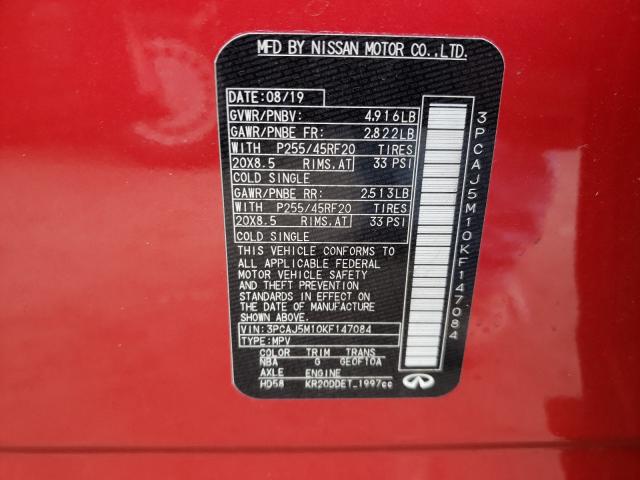 MFD BY NISSAN MOTOR CO.,LTD.
DATE:08/19
GVWR/PNBV: 4,916LB
GAWR/PNBE FR: 2,822LB
WITH P255/45RF20 TIRES
20X8.5 RIMS,AT 33 PSI
COLD SINGLE
GAWR/PNBE RR: 2,513LB
WITH P255/45RF20 TIRES
20X8.5 RIMS,AT 33 PSI
COLD SINGLE
THIS VEHICLE CONFORMS TO
ALL APPLICABLE FEDERAL
MOTOR VEHICLE SAFETY
AND THEFT PREVENTION
STANDARDS IN EFFECT ON
THE DATE OF MANUFACTURE
SHOWN ABOVE.
VIN:3PCAJ5M10KF147084
TYPE:MPV
COLOR TRIM TRANS
NBA G GE0F10A
AXLE ENGINE
HD58 KR20DDET_1997cc
3PCAJ5M10KF147084